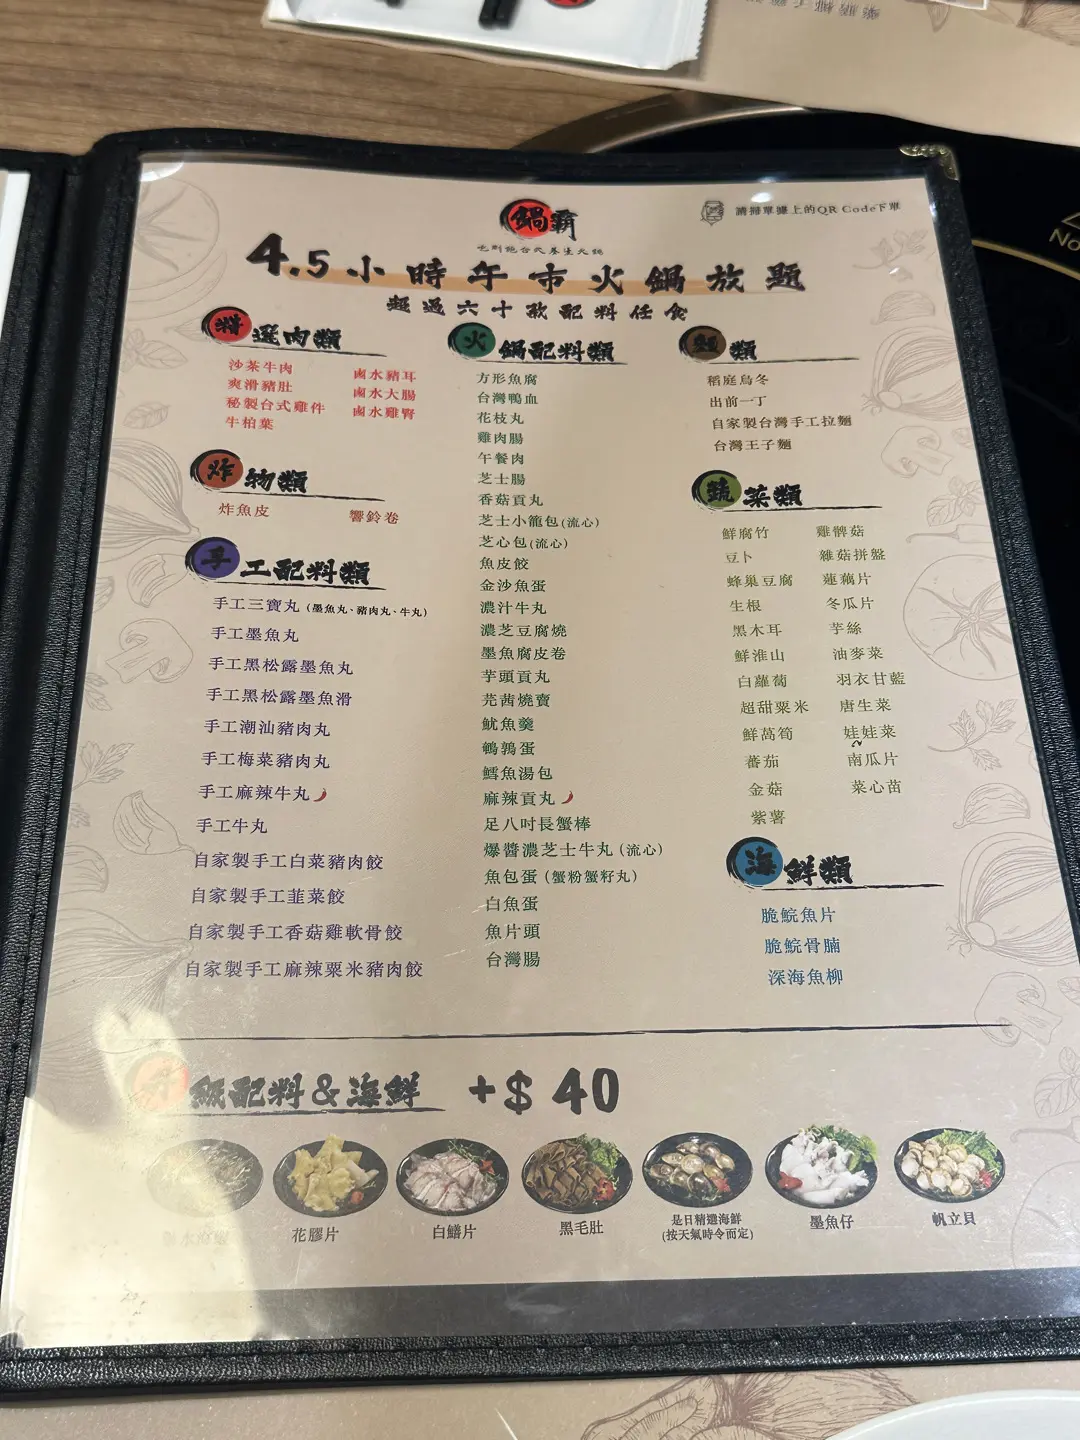 鍋霸
請掃單據上的QR Code下單
吃到飽台式養生火鍋
4.5小時午市火鍋放題
超過六十款配料任食
精選肉類
沙茶牛肉
爽滑豬肚
秘製台式雞件
牛柏葉
鹵水豬耳
鹵水大腸
鹵水雞腎
炸物類
炸魚皮
響鈴卷
手工配料類
手工三寶丸(墨魚丸、豬肉丸、牛丸)
手工墨魚丸
手工黑松露墨魚丸
手工黑松露墨魚滑
手工潮汕豬肉丸
手工梅菜豬肉丸
手工麻辣牛丸
手工牛丸
自家製手工白菜豬肉餃
自家製手工韭菜餃
自家製手工香菇雞軟骨餃
自家製手工麻辣粟米豬肉餃
火鍋配料類
方形魚腐
台灣鴨血
花枝丸
雞肉腸
午餐肉
芝士腸
香菇貢丸
芝士小籠包(流心)
芝心包(流心)
魚皮餃
金沙魚蛋
濃汁牛丸
濃芝豆腐燒
墨魚腐皮卷
芋頭貢丸
芫茜燒賣
魷魚羹
鵪鶉蛋
鱈魚湯包
麻辣貢丸
足八吋長蟹棒
爆醬濃芝士牛丸(流心)
魚包蛋(蟹粉蟹籽丸)
白魚蛋
魚片頭
台灣腸
麵類
稻庭烏冬
出前一丁
自家製台灣手工拉麵
台灣王子麵
蔬菜類
鮮腐竹
豆卜
蜂巢豆腐
生根
黑木耳
鮮淮山
白蘿蔔
超甜粟米
鮮萵筍
蕃茄
金菇
紫薯
雞髀菇
雜菇拼盤
蓮藕片
冬瓜片
芋絲
油麥菜
羽衣甘藍
唐生菜
娃娃菜
南瓜片
菜心苗
海鮮類
脆鯇魚片
脆鯇骨腩
深海魚柳
升級配料&海鮮 +$40
花膠片
白鱔片
黑毛肚
是日精選海鮮
(按天氣時令而定)
墨魚仔
帆立貝